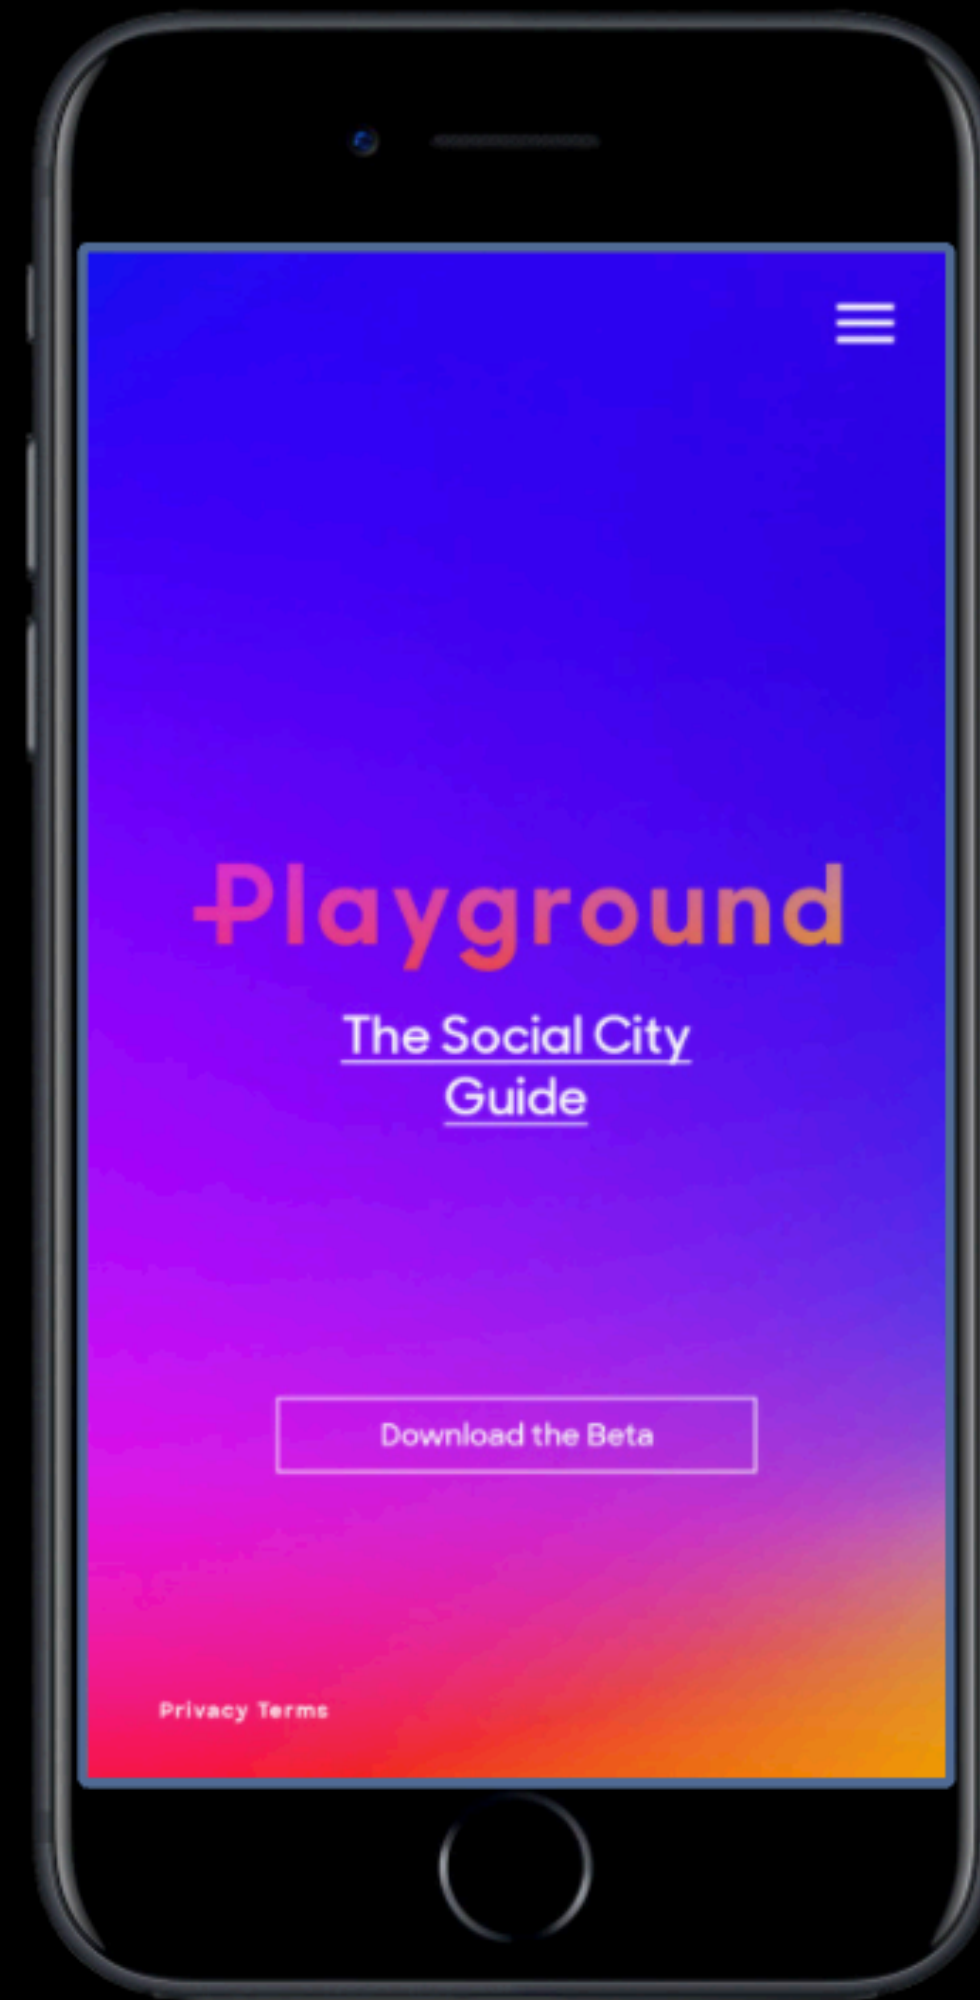 Playground
The Social City
Guide
Download the Beta
Privacy Terms